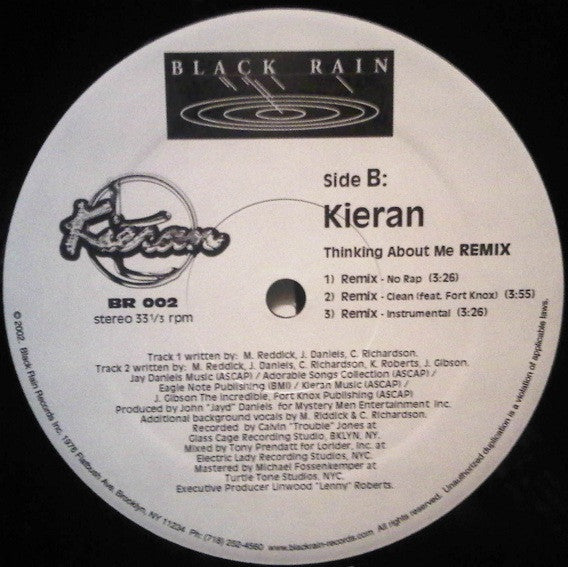 BLACK RAIN
Kieran
BR 002
stereo 33⅓ rpm
Side B:
Kieran
Thinking About Me REMIX
1) Remix - No Rap (3:26)
2) Remix - Clean (feat. Fort Knox) (3:55)
3) Remix - Instrumental (3:26)
Track 1 written by: M. Reddick, J. Daniels, C. Richardson.
Track 2 written by: M. Reddick, J. Daniels, C. Richardson, K. Roberts, J. Gibson.
Jay Daniels Music (ASCAP) / Adorable Songs Collection (ASCAP) /
Eagle Note Publishing (BMI) / Kieran Music (ASCAP) /
J. Gibson The Incredible, Fort Knox Publishing (ASCAP)
Produced by John "Jayd" Daniels for Mystery Men Entertainment Inc.
Additional background vocals by M. Riddick & C. Richardson.
Recorded by Calvin "Trouble" Jones at
Glass Cage Recording Studio, BKLYN, NY.
Mixed by Tony Prendatt for Lorider, Inc. at
Electric Lady Recording Studios, NYC.
Mastered by Michael Fossenkemper at
Turtle Tone Studios, NYC.
Executive Producer Linwood "Lenny" Roberts.
© 2002. Black Rain Records Inc. 1976 Flatbush Ave. Brooklyn, NY 11234 Ph: (718) 252-4560 www.blackrain-records.com All rights reserved. Unauthorized duplication is a violation of applicable laws.